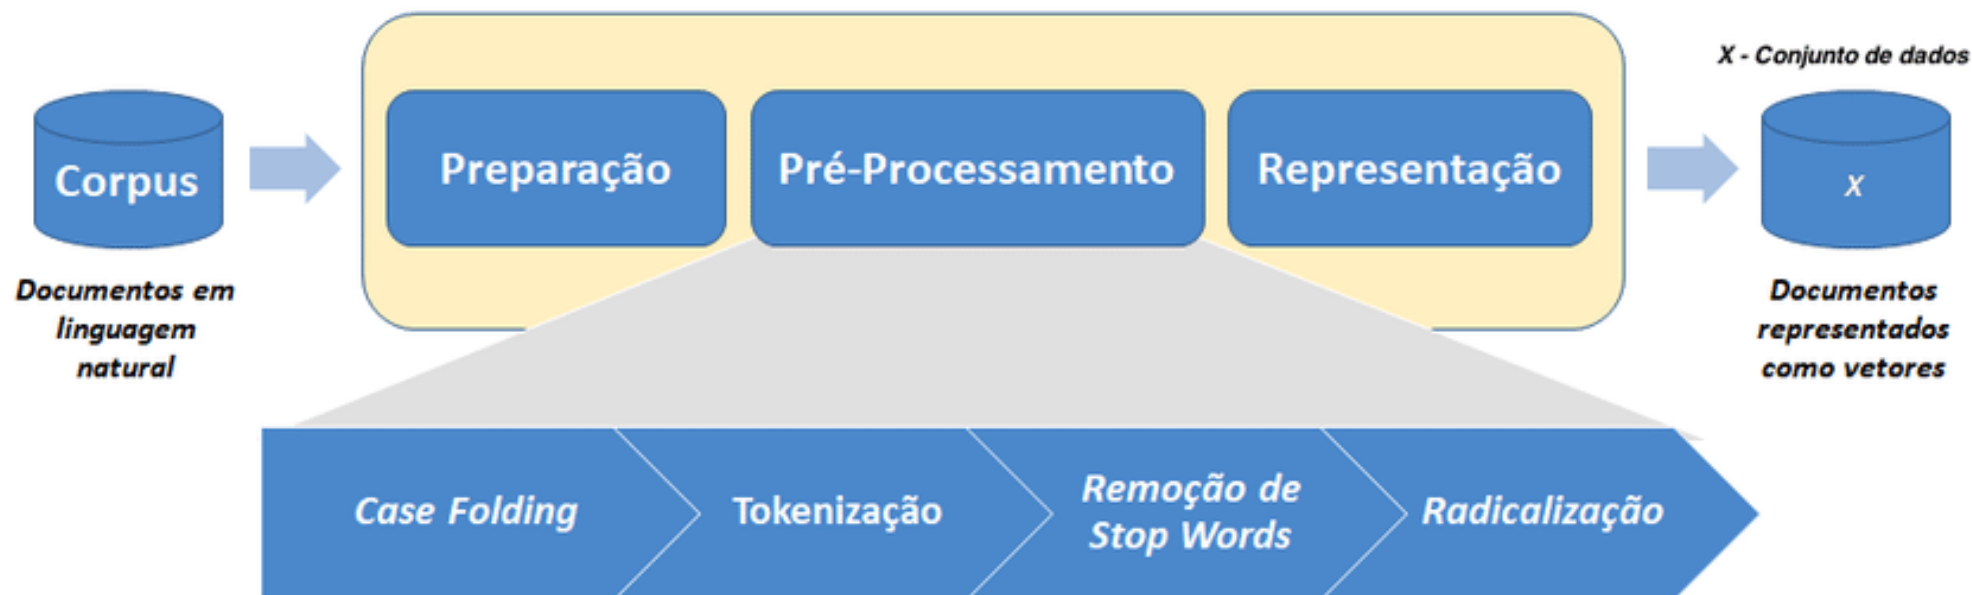 X - Conjunto de dados
Corpus
Preparação
Pré-Processamento
Representação
X
Documentos em
linguagem
natural
Documentos
representados
como vetores
Case Folding
Tokenização
Remoção de
Stop Words
Radicalização